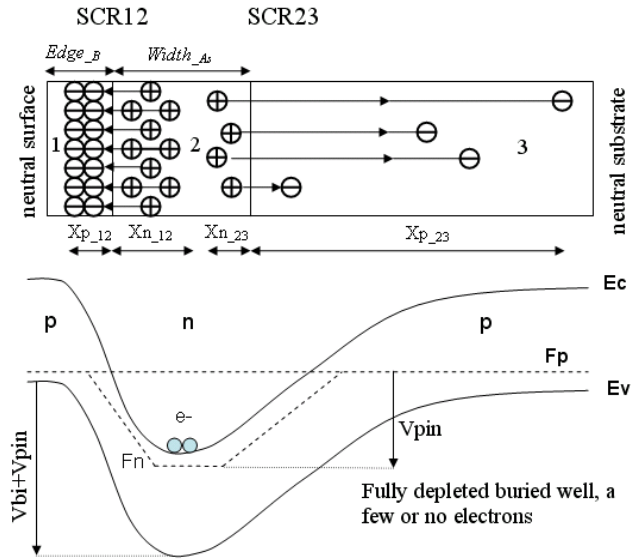 SCR12 SCR23
Edge_B Width_As
neutral surface
1 2 3
neutral substrate
Xp_12 Xn_12 Xn_23 Xp_23
Ec
p n p
Fp
Ev
e-
Vpin
Fn
Vbi+Vpin
Fully depleted buried well, a
few or no electrons